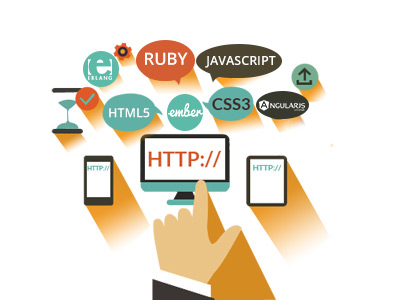 RUBY
JAVASCRIPT
[e]
ERLANG
HTML5
ember
CSS3
ANGULARJS
HTTP://
HTTP://
HTTP://